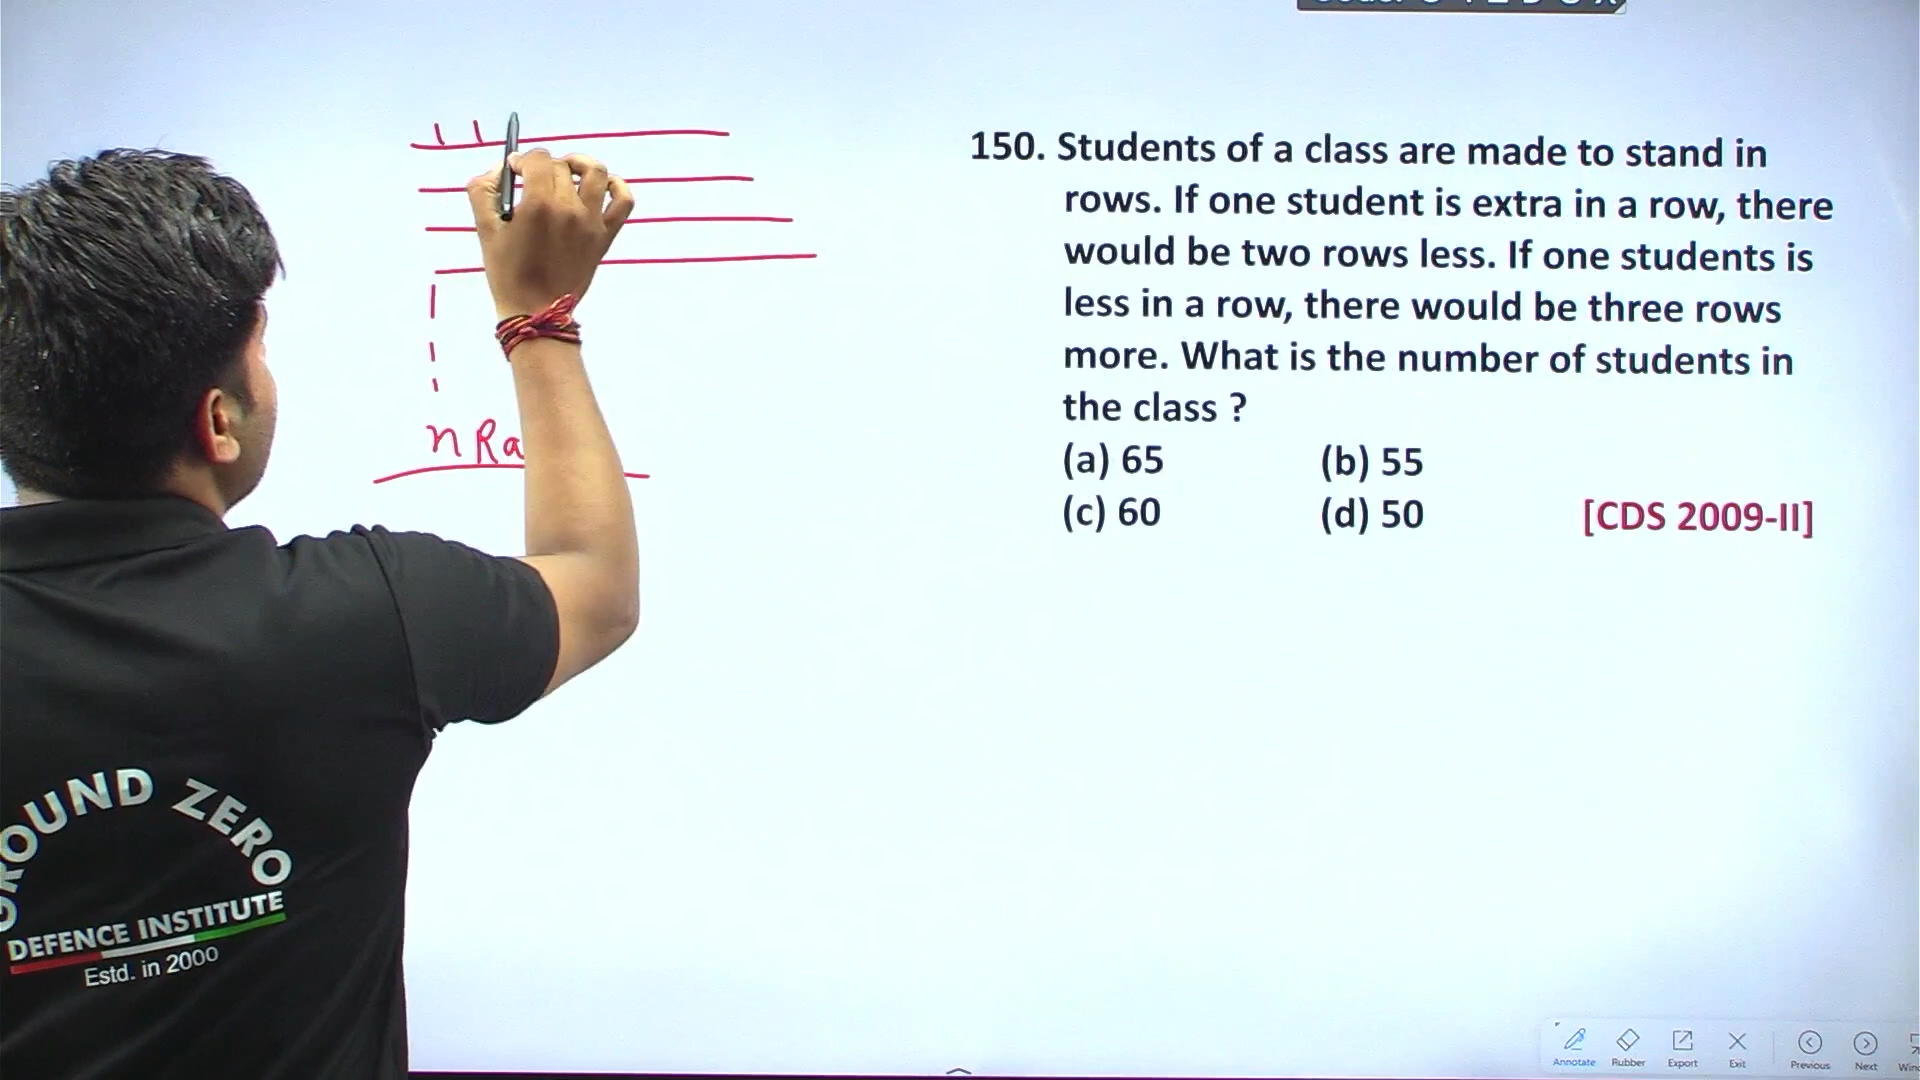 150. Students of a class are made to stand in
rows. If one student is extra in a row, there
would be two rows less. If one students is
less in a row, there would be three rows
more. What is the number of students in
the class ?
(a) 65 (b) 55
(c) 60 (d) 50 [CDS 2009-II]
n Ra
GROUND ZERO
DEFENCE INSTITUTE
Estd. in 2000
Annotate Rubber Export Exit Previous Next